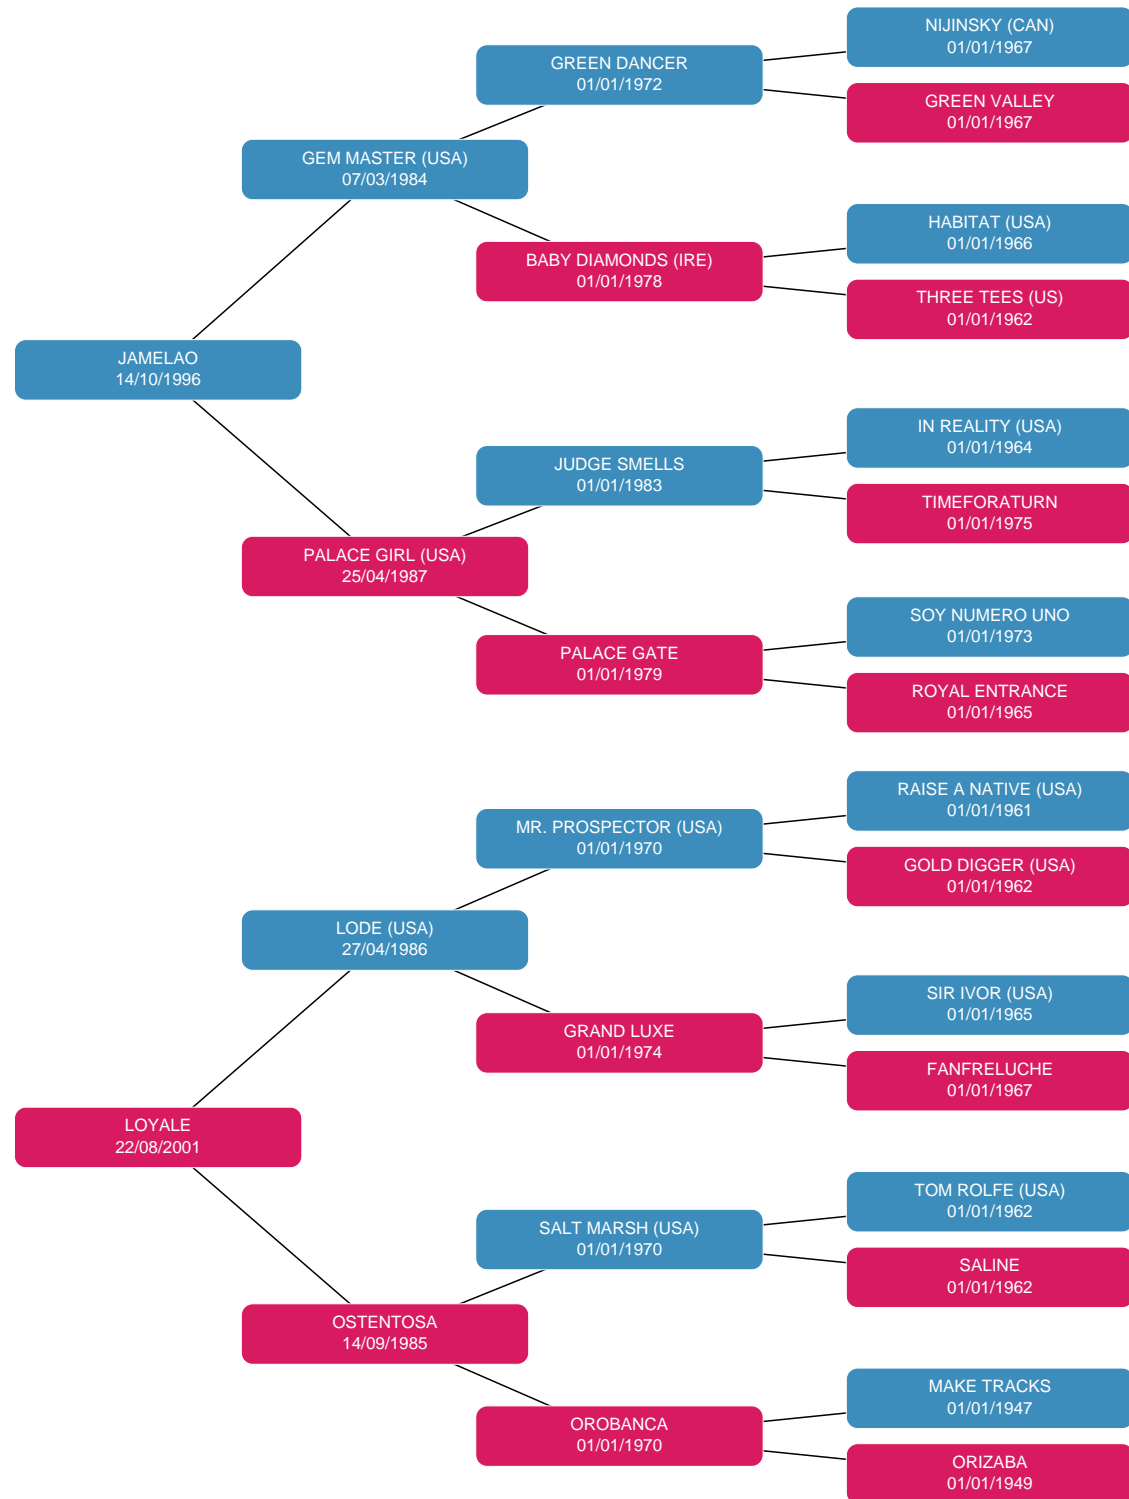 NIJINSKY (CAN)
01/01/1967
GREEN DANCER
01/01/1972
GREEN VALLEY
01/01/1967
GEM MASTER (USA)
07/03/1984
HABITAT (USA)
01/01/1966
BABY DIAMONDS (IRE)
01/01/1978
THREE TEES (US)
01/01/1962
JAMELAO
14/10/1996
IN REALITY (USA)
01/01/1964
JUDGE SMELLS
01/01/1983
TIMEFORATURN
01/01/1975
PALACE GIRL (USA)
25/04/1987
SOY NUMERO UNO
01/01/1973
PALACE GATE
01/01/1979
ROYAL ENTRANCE
01/01/1965
RAISE A NATIVE (USA)
01/01/1961
MR. PROSPECTOR (USA)
01/01/1970
GOLD DIGGER (USA)
01/01/1962
LODE (USA)
27/04/1986
SIR IVOR (USA)
01/01/1965
GRAND LUXE
01/01/1974
FANFRELUCHE
01/01/1967
LOYALE
22/08/2001
TOM ROLFE (USA)
01/01/1962
SALT MARSH (USA)
01/01/1970
SALINE
01/01/1962
OSTENTOSA
14/09/1985
MAKE TRACKS
01/01/1947
OROBANCA
01/01/1970
ORIZABA
01/01/1949